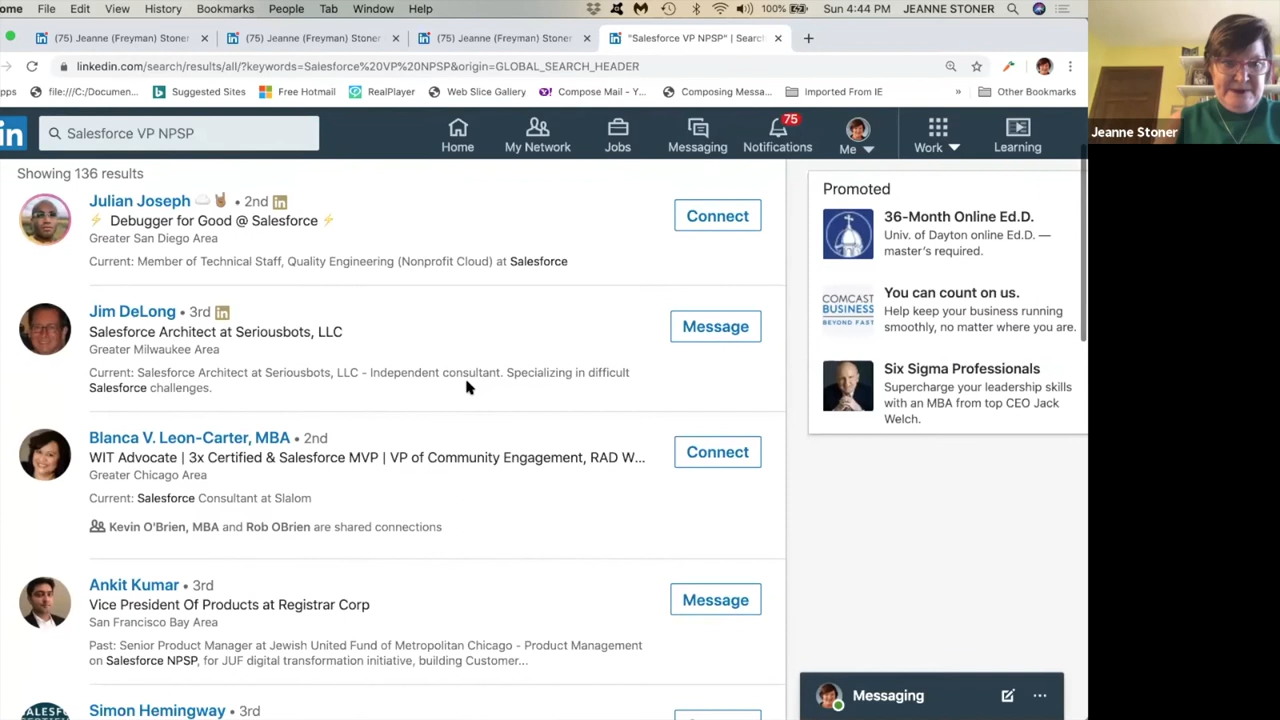 ome File Edit View History Bookmarks People Tab Window Help 100% Sun 4:44 PM JEANNE STONER
(75) Jeanne (Freyman) Stoner × (75) Jeanne (Freyman) Stoner × (75) Jeanne (Freyman) Stoner × "Salesforce VP NPSP" | Search × +
linkedin.com/search/results/all/?keywords=Salesforce%20VP%20NPSP&origin=GLOBAL_SEARCH_HEADER
pps file:///C:/Documen... Suggested Sites Free Hotmail RealPlayer Web Slice Gallery Compose Mail - Y... Composing Messa... Imported From IE » Other Bookmarks
in Salesforce VP NPSP Home My Network Jobs Messaging 75 Notifications Me Work Learning
Jeanne Stoner
Showing 136 results
Julian Joseph • 2nd in
Debugger for Good @ Salesforce
Greater San Diego Area
Current: Member of Technical Staff, Quality Engineering (Nonprofit Cloud) at Salesforce
Connect
Jim DeLong • 3rd in
Salesforce Architect at Seriousbots, LLC
Greater Milwaukee Area
Current: Salesforce Architect at Seriousbots, LLC - Independent consultant. Specializing in difficult
Salesforce challenges.
Message
Blanca V. Leon-Carter, MBA • 2nd
WIT Advocate | 3x Certified & Salesforce MVP | VP of Community Engagement, RAD W...
Greater Chicago Area
Current: Salesforce Consultant at Slalom
Kevin O'Brien, MBA and Rob OBrien are shared connections
Connect
Ankit Kumar • 3rd
Vice President Of Products at Registrar Corp
San Francisco Bay Area
Past: Senior Product Manager at Jewish United Fund of Metropolitan Chicago - Product Management
on Salesforce NPSP, for JUF digital transformation initiative, building Customer...
Message
Simon Hemingway • 3rd
Promoted
36-Month Online Ed.D.
Univ. of Dayton online Ed.D. —
master's required.
COMCAST
BUSINESS
BEYOND FAST
You can count on us.
Help keep your business running
smoothly, no matter where you are.
Six Sigma Professionals
Supercharge your leadership skills
with an MBA from top CEO Jack
Welch.
Messaging